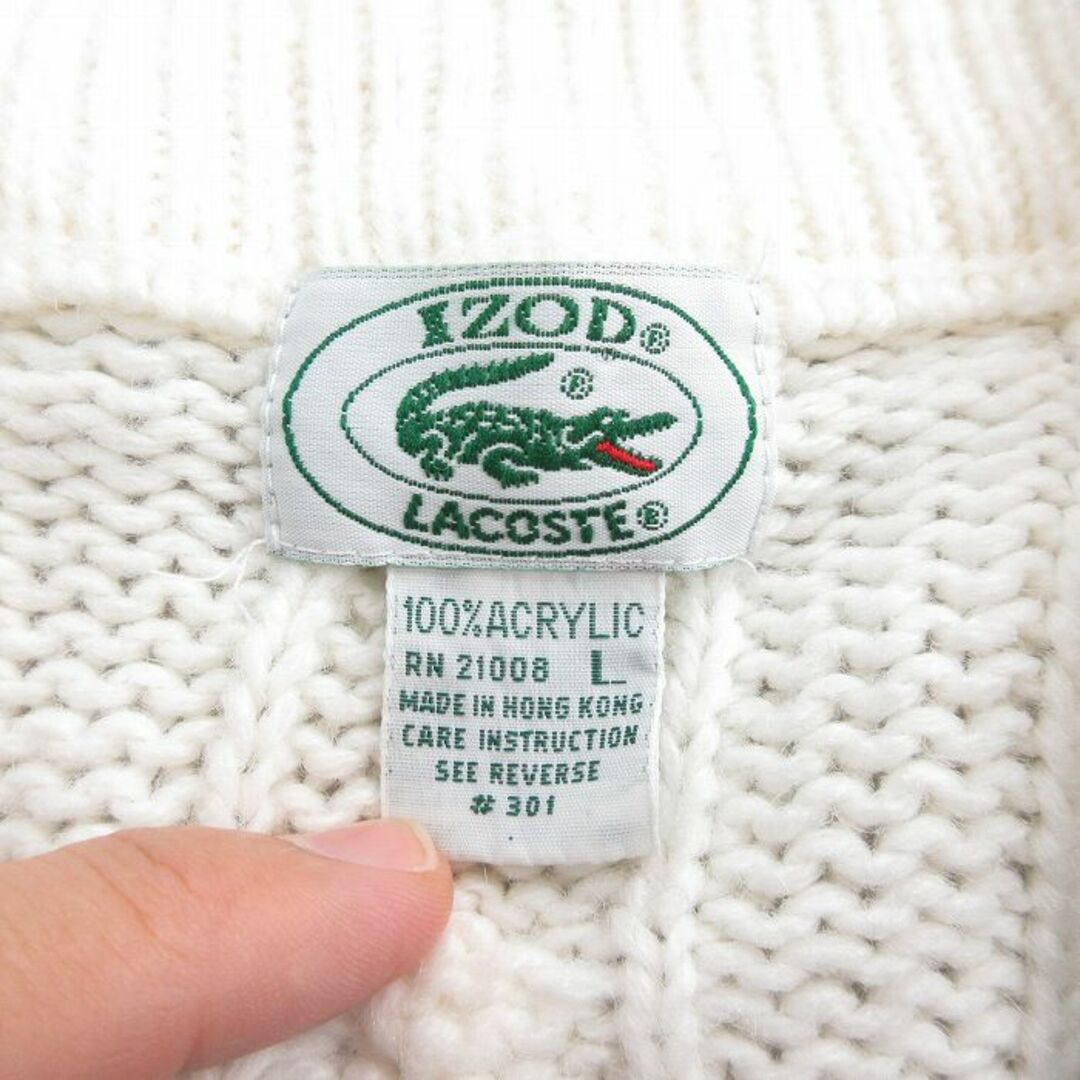 IZOD®
®
LACOSTE®
100% ACRYLIC
RN 21008 L
MADE IN HONG KONG
CARE INSTRUCTION
SEE REVERSE
# 301